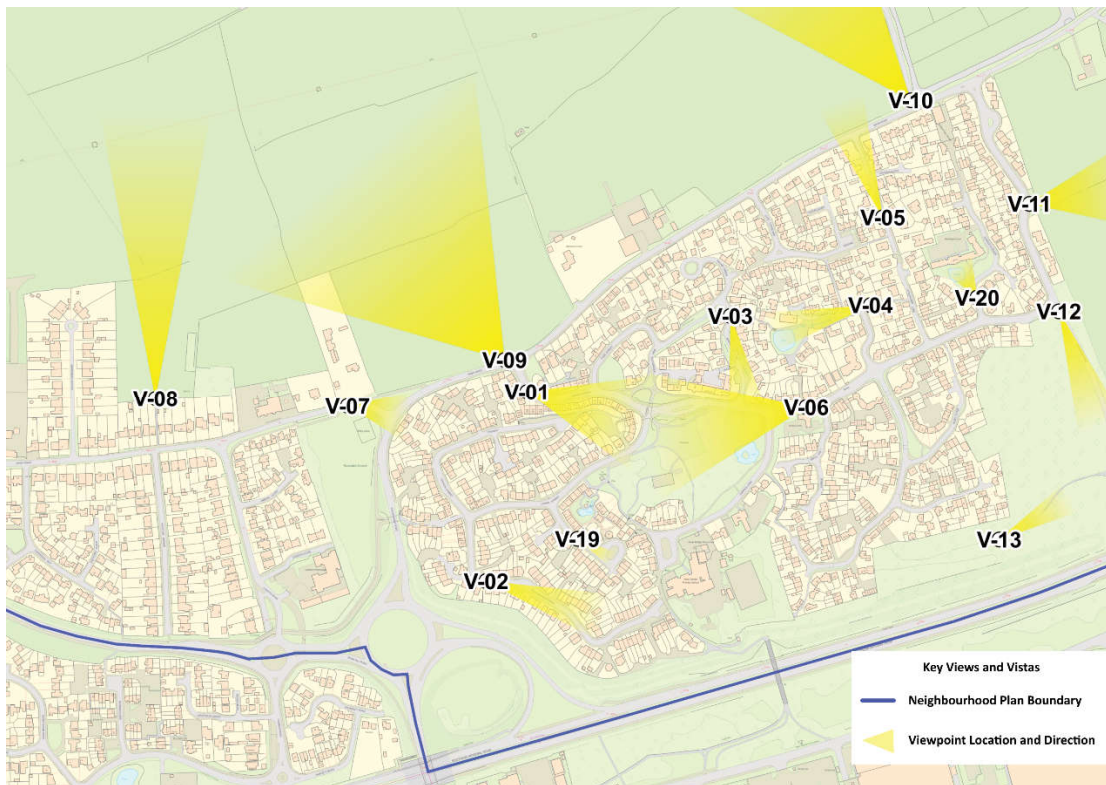 V-10
V-11
V-05
V-20
V-12
V-04
V-03
V-09
V-01
V-08
V-07
V-06
V-19
V-13
V-02
Key Views and Vistas
Neighbourhood Plan Boundary
Viewpoint Location and Direction